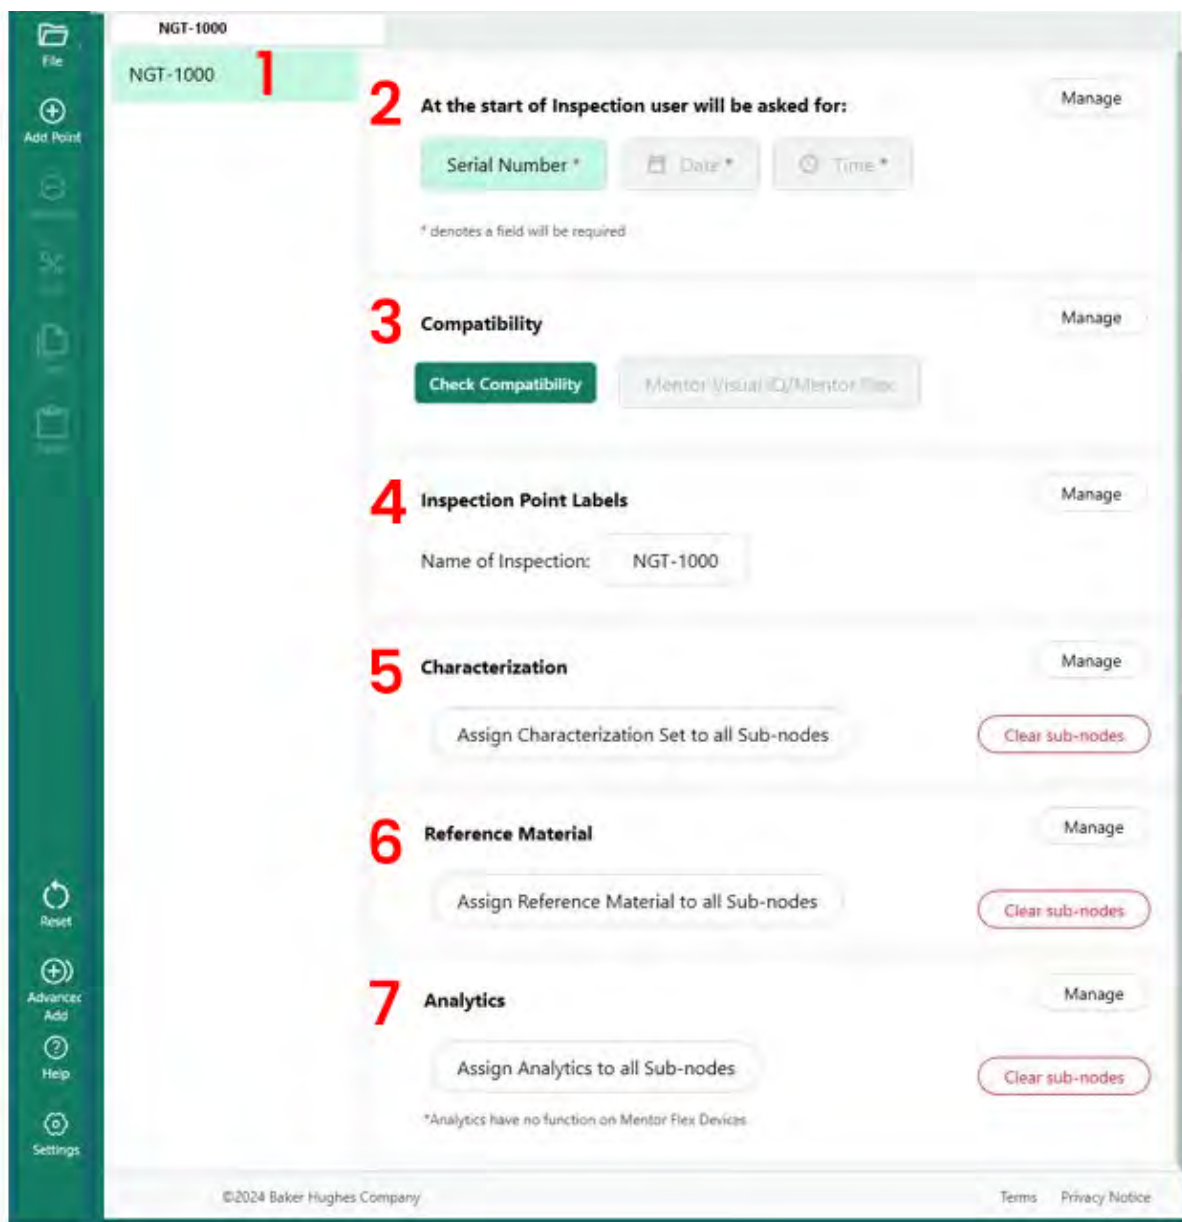 NGT-1000
File
NGT-1000
1
Add Point
2
At the start of Inspection user will be asked for:
Manage
Serial Number *
Date *
Time *
* denotes a field will be required
3
Compatibility
Manage
Check Compatibility
Mentor Visual iQ/Mentor Flex
4
Inspection Point Labels
Manage
Name of Inspection:
NGT-1000
5
Characterization
Manage
Assign Characterization Set to all Sub-nodes
Clear sub-nodes
6
Reference Material
Manage
Assign Reference Material to all Sub-nodes
Clear sub-nodes
Reset
Advanced
Add
7
Analytics
Manage
Assign Analytics to all Sub-nodes
Clear sub-nodes
Help
*Analytics have no function on Mentor Flex Devices
Settings
©2024 Baker Hughes Company
Terms
Privacy Notice